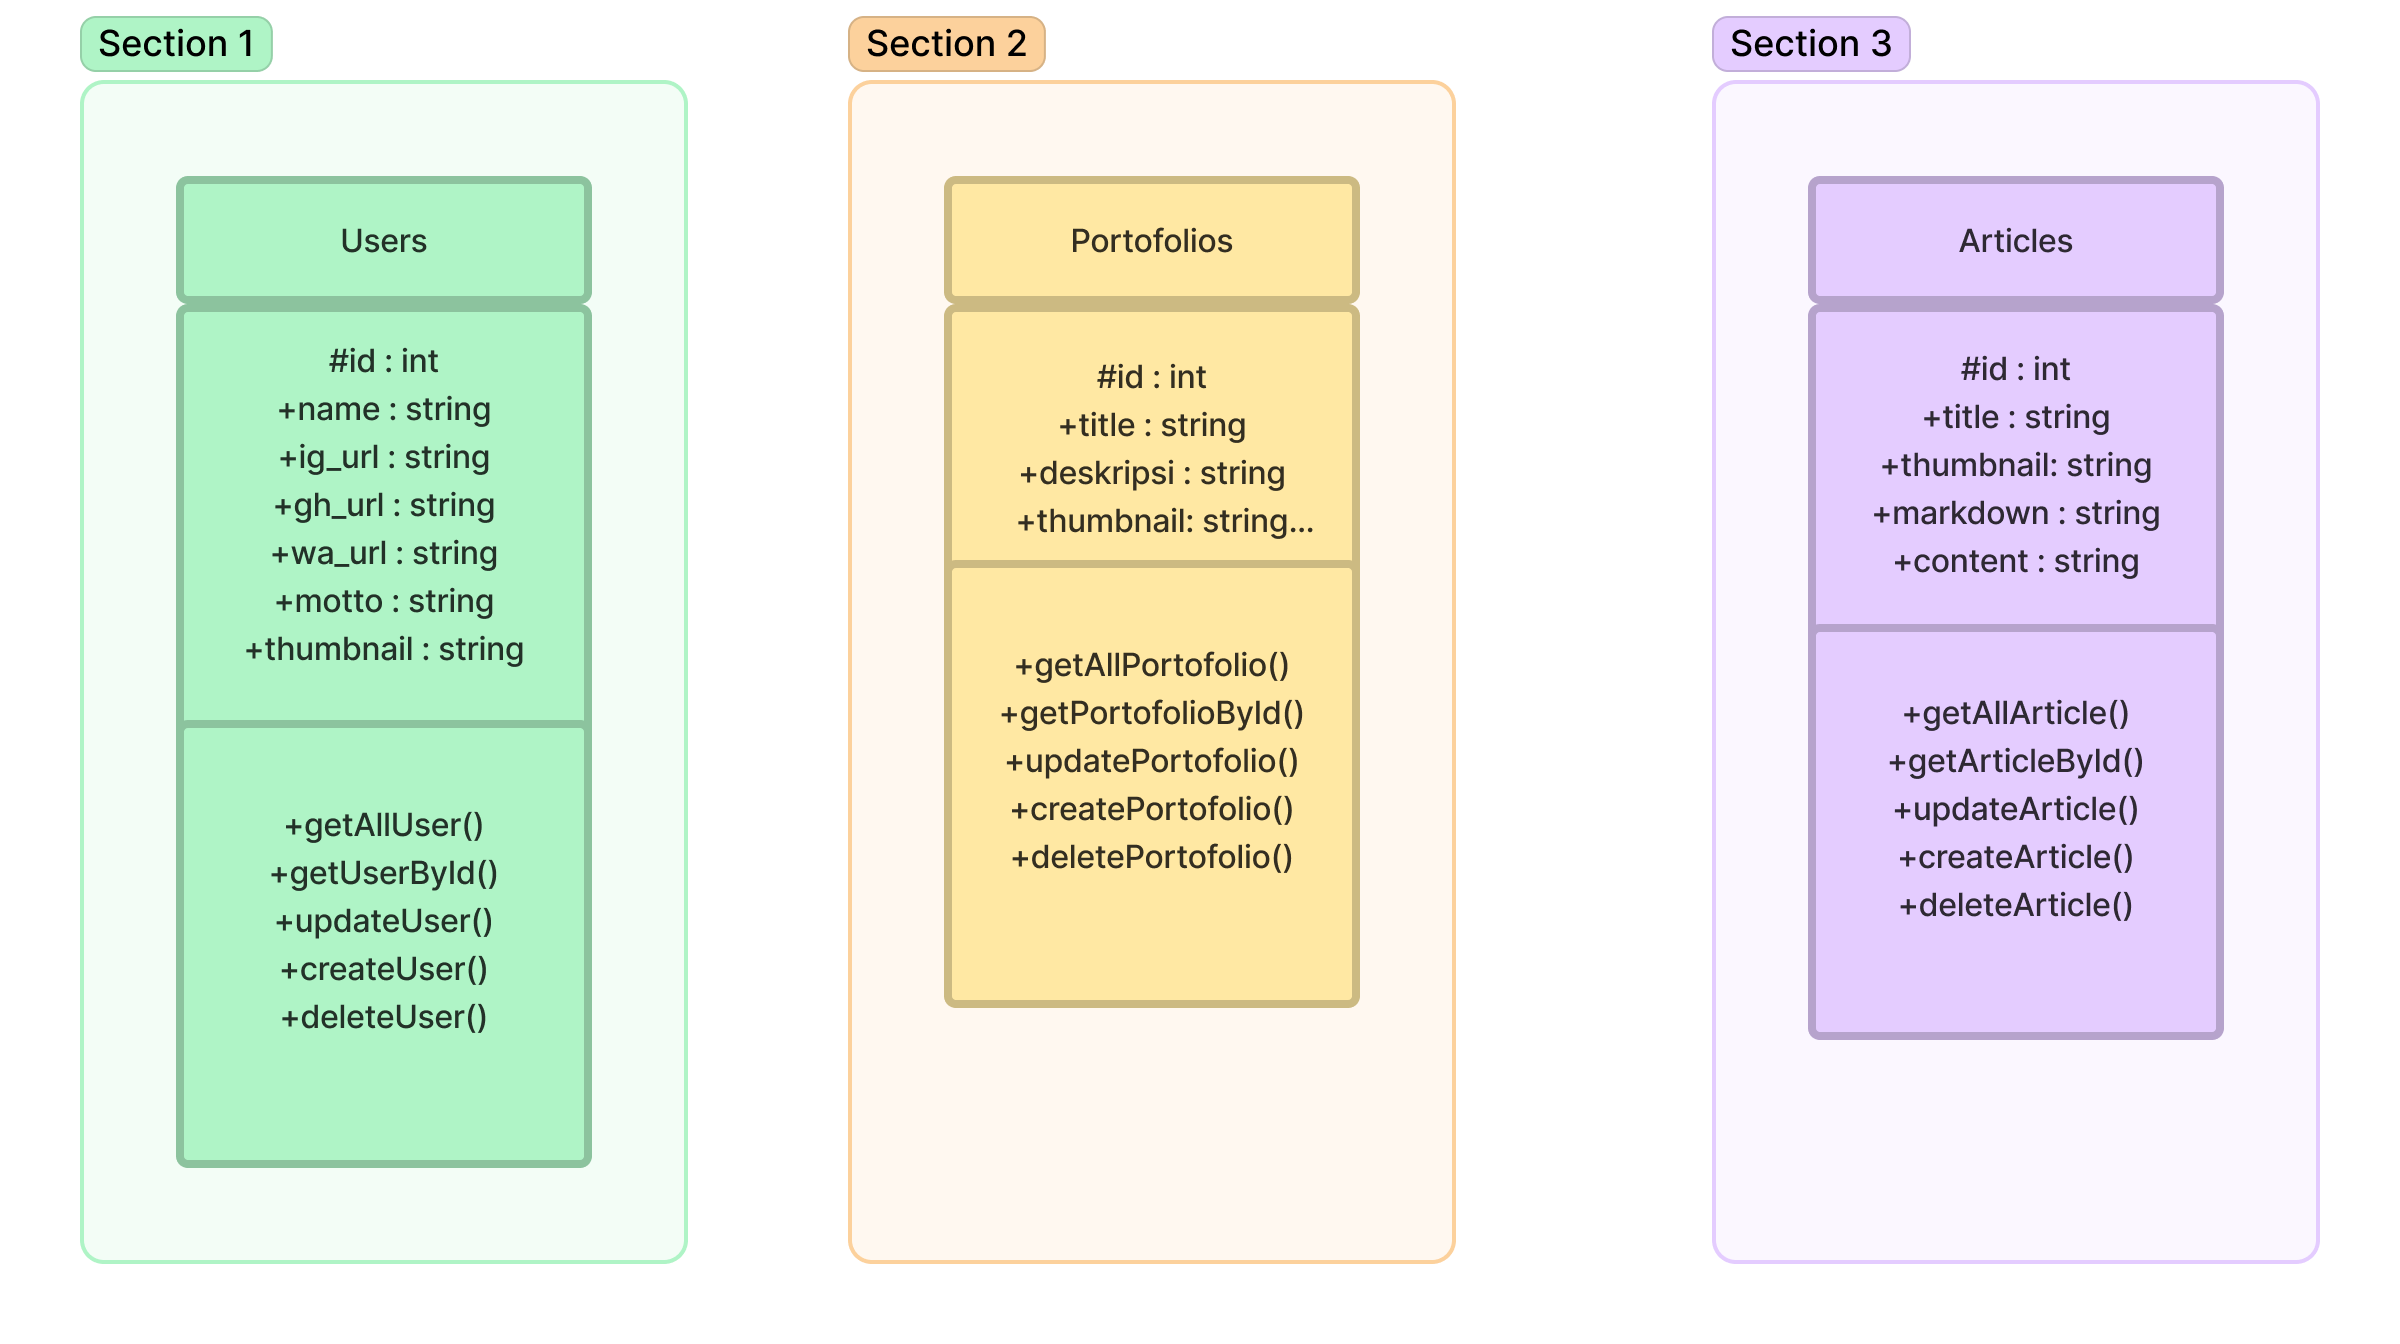 Section 1
Users
#id : int
+name : string
+ig_url : string
+gh_url : string
+wa_url : string
+motto : string
+thumbnail : string
+getAllUser()
+getUserById()
+updateUser()
+createUser()
+deleteUser()
Section 2
Portofolios
#id : int
+title : string
+deskripsi : string
+thumbnail: string...
+getAllPortofolio()
+getPortofolioById()
+updatePortofolio()
+createPortofolio()
+deletePortofolio()
Section 3
Articles
#id : int
+title : string
+thumbnail: string
+markdown : string
+content : string
+getAllArticle()
+getArticleById()
+updateArticle()
+createArticle()
+deleteArticle()